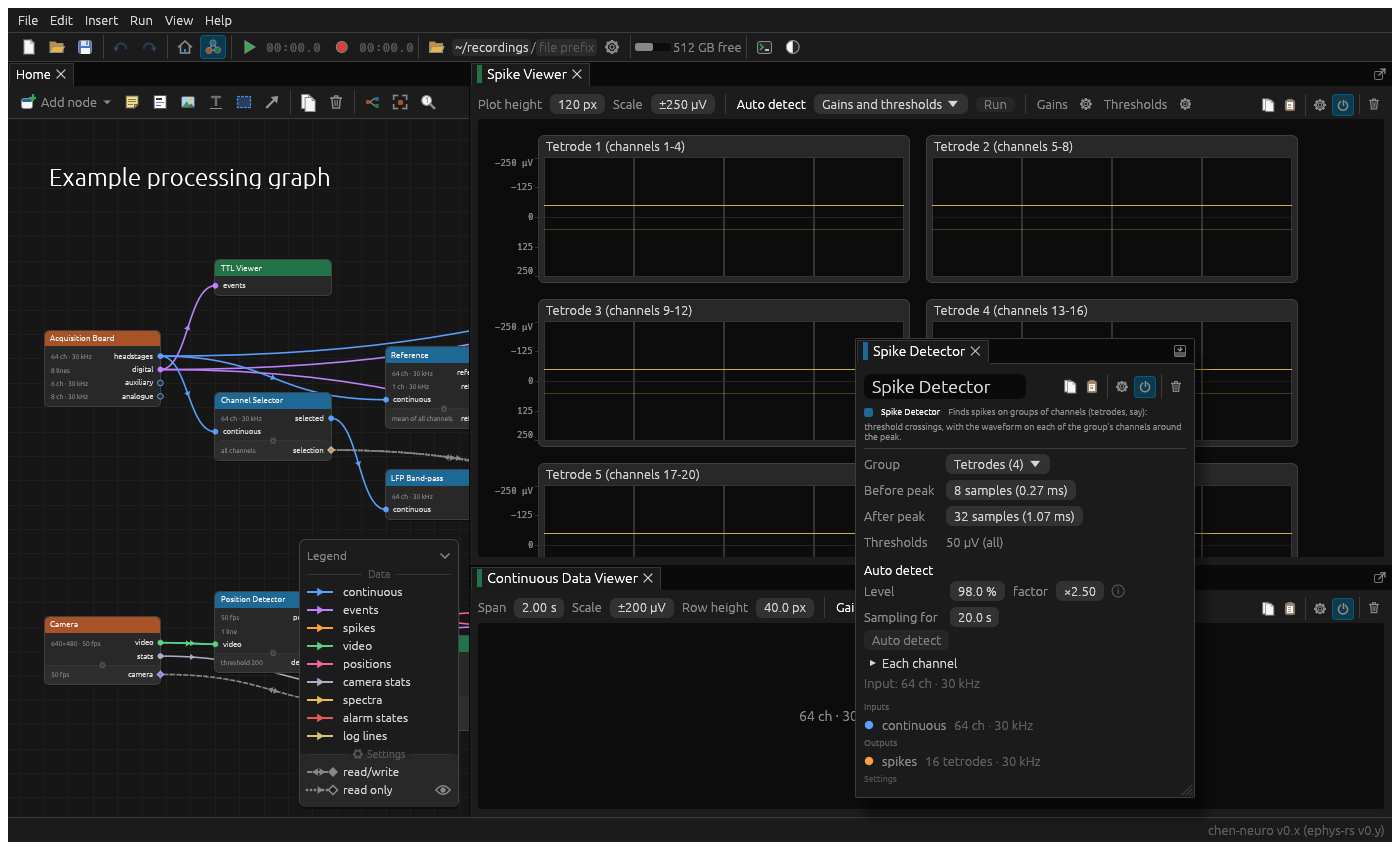 File Edit Insert Run View Help
00:00.0 00:00.0 ~/recordings/ file prefix 512 GB free
Home
Add node
Example processing graph
TTL Viewer
events
Acquisition Board
64 ch · 30 kHz headstages
8 lines digital
6 ch · 30 kHz auxiliary
8 ch · 30 kHz analogue
Channel Selector
64 ch · 30 kHz selected
continuous
all channels selection
Reference
64 ch · 30 kHz
1 ch · 30 kHz
continuous
mean of all channels
LFP Band-pass
64 ch · 30 kHz
continuous
Camera
640×480 · 50 fps video
stats
50 fps camera
Position Detector
50 fps
1 line
video
threshold 200
Legend
Data
continuous
events
spikes
video
positions
camera stats
spectra
alarm states
log lines
Settings
read/write
read only
Spike Viewer
Plot height 120 px Scale ±250 µV Auto detect Gains and thresholds Run Gains Thresholds
Tetrode 1 (channels 1-4)
−250 µV
−125
0
125
250
Tetrode 2 (channels 5-8)
Tetrode 3 (channels 9-12)
−250 µV
−125
0
125
250
Tetrode 4 (channels 13-16)
Tetrode 5 (channels 17-20)
−250 µV
−125
0
Continuous Data Viewer
Span 2.00 s Scale ±200 µV Row height 40.0 px
64 ch
Spike Detector
Spike Detector
Spike Detector Finds spikes on groups of channels (tetrodes, say):
threshold crossings, with the waveform on each of the group's channels around
the peak.
Group Tetrodes (4)
Before peak 8 samples (0.27 ms)
After peak 32 samples (1.07 ms)
Thresholds 50 µV (all)
Auto detect
Level 98.0 % factor ×2.50
Sampling for 20.0 s
Auto detect
Each channel
Input: 64 ch · 30 kHz
Inputs
continuous 64 ch · 30 kHz
Outputs
spikes 16 tetrodes · 30 kHz
Settings
chen-neuro v0.x (ephys-rs v0.y)